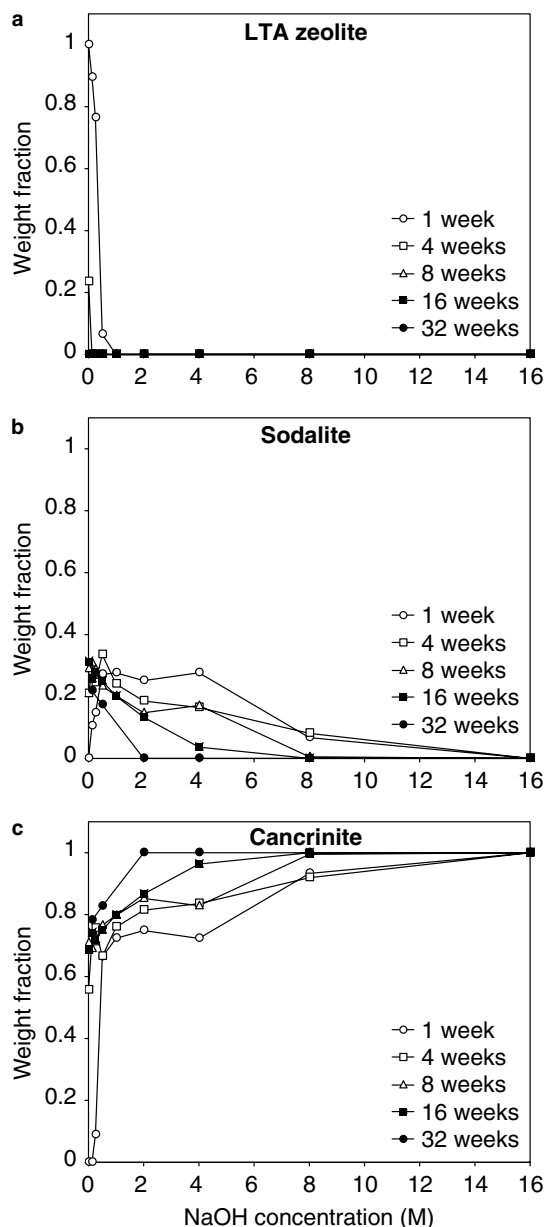 a
LTA zeolite
1
0.8
0.6
0.4
0.2
0
Weight fraction
1 week
4 weeks
8 weeks
16 weeks
32 weeks
0 2 4 6 8 10 12 14 16
b
Sodalite
1
0.8
0.6
0.4
0.2
0
Weight fraction
1 week
4 weeks
8 weeks
16 weeks
32 weeks
0 2 4 6 8 10 12 14 16
c
Cancrinite
1
0.8
0.6
0.4
0.2
0
Weight fraction
1 week
4 weeks
8 weeks
16 weeks
32 weeks
0 2 4 6 8 10 12 14 16
NaOH concentration (M)